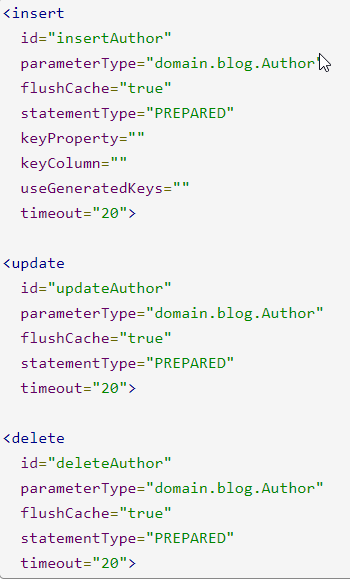 <insert
id="insertAuthor"
parameterType="domain.blog.Author"
flushCache="true"
statementType="PREPARED"
keyProperty=""
keyColumn=""
useGeneratedKeys=""
timeout="20">
<update
id="updateAuthor"
parameterType="domain.blog.Author"
flushCache="true"
statementType="PREPARED"
timeout="20">
<delete
id="deleteAuthor"
parameterType="domain.blog.Author"
flushCache="true"
statementType="PREPARED"
timeout="20">